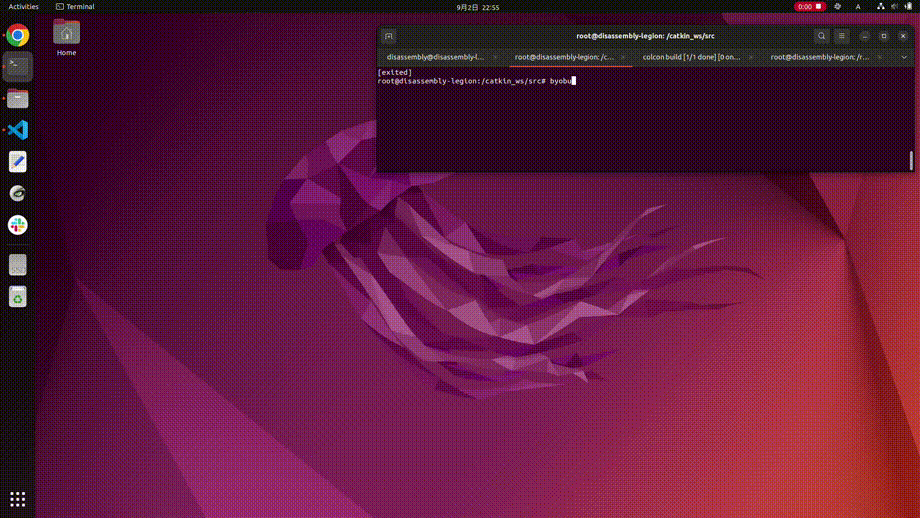 Activities
Terminal
9月2日 22:55
0:00
A
Home
root@disassembly-legion: /catkin_ws/src
disassembly@disassembly-l...
root@disassembly-legion: /c...
colcon build [1/1 done] [0 on...
root@disassembly-legion: /r...
[exited]
root@disassembly-legion:/catkin_ws/src# byobu